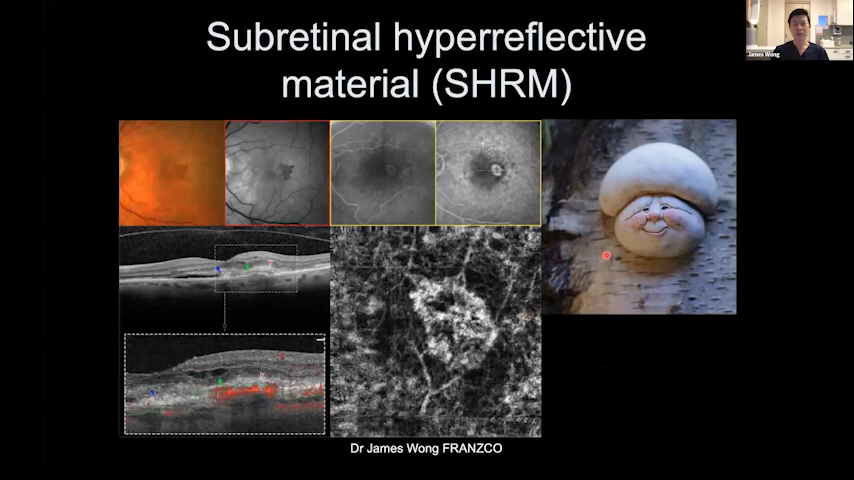 Subretinal hyperreflective
material (SHRM)
James Wong
Dr James Wong FRANZCO